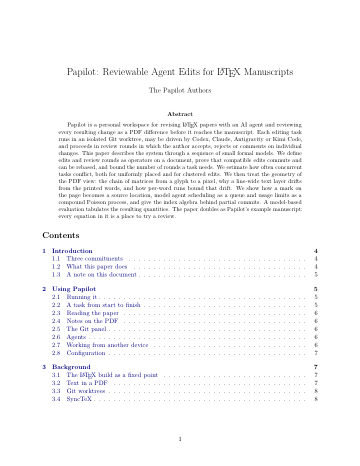 Papilot: Reviewable Agent Edits for LATEX Manuscripts
The Papilot Authors
Abstract
Papilot is a personal workspace for revising LATEX papers with an AI agent and reviewing
every resulting change as a PDF difference before it reaches the manuscript. Each editing task
runs in an isolated Git worktree, may be driven by Codex, Claude, Antigravity or Kimi Code,
and proceeds in review rounds in which the author accepts, rejects or comments on individual
changes. This paper describes the system through a sequence of small formal models. We define
edits and review rounds as operators on a document, prove that compatible edits commute and
can be rebased, and bound the number of rounds a task needs. We estimate how often concurrent
tasks conflict, both for uniformly placed and for clustered edits. We then treat the geometry of
the PDF view: the chain of matrices from a glyph to a pixel, why a line-wide text layer drifts
from the printed words, and how per-word runs bound that drift. We show how a mark on
the page becomes a source location, model agent scheduling as a queue and usage limits as a
compound Poisson process, and give the index algebra behind partial commits. A model-based
evaluation tabulates the resulting quantities. The paper doubles as Papilot's example manuscript:
every equation in it is a place to try a review.
Contents
1 Introduction 4
1.1 Three commitments . . . . . . . . . . . . . . . . . . . . 4
1.2 What this paper does . . . . . . . . . . . . . . . . . . . . 4
1.3 A note on this document . . . . . . . . . . . . . . . . . . . . 5
2 Using Papilot 5
2.1 Running it . . . . . . . . . . . . . . . . . . . . 5
2.2 A task from start to finish . . . . . . . . . . . . . . . . . . . . 5
2.3 Reading the paper . . . . . . . . . . . . . . . . . . . . 6
2.4 Notes on the PDF . . . . . . . . . . . . . . . . . . . . 6
2.5 The Git panel . . . . . . . . . . . . . . . . . . . . 6
2.6 Agents . . . . . . . . . . . . . . . . . . . . 6
2.7 Working from another device . . . . . . . . . . . . . . . . . . . . 6
2.8 Configuration . . . . . . . . . . . . . . . . . . . . 7
3 Background 7
3.1 The LATEX build as a fixed point . . . . . . . . . . . . . . . . . . . . 7
3.2 Text in a PDF . . . . . . . . . . . . . . . . . . . . 7
3.3 Git worktrees . . . . . . . . . . . . . . . . . . . . 8
3.4 SyncTeX . . . . . . . . . . . . . . . . . . . . 8
1